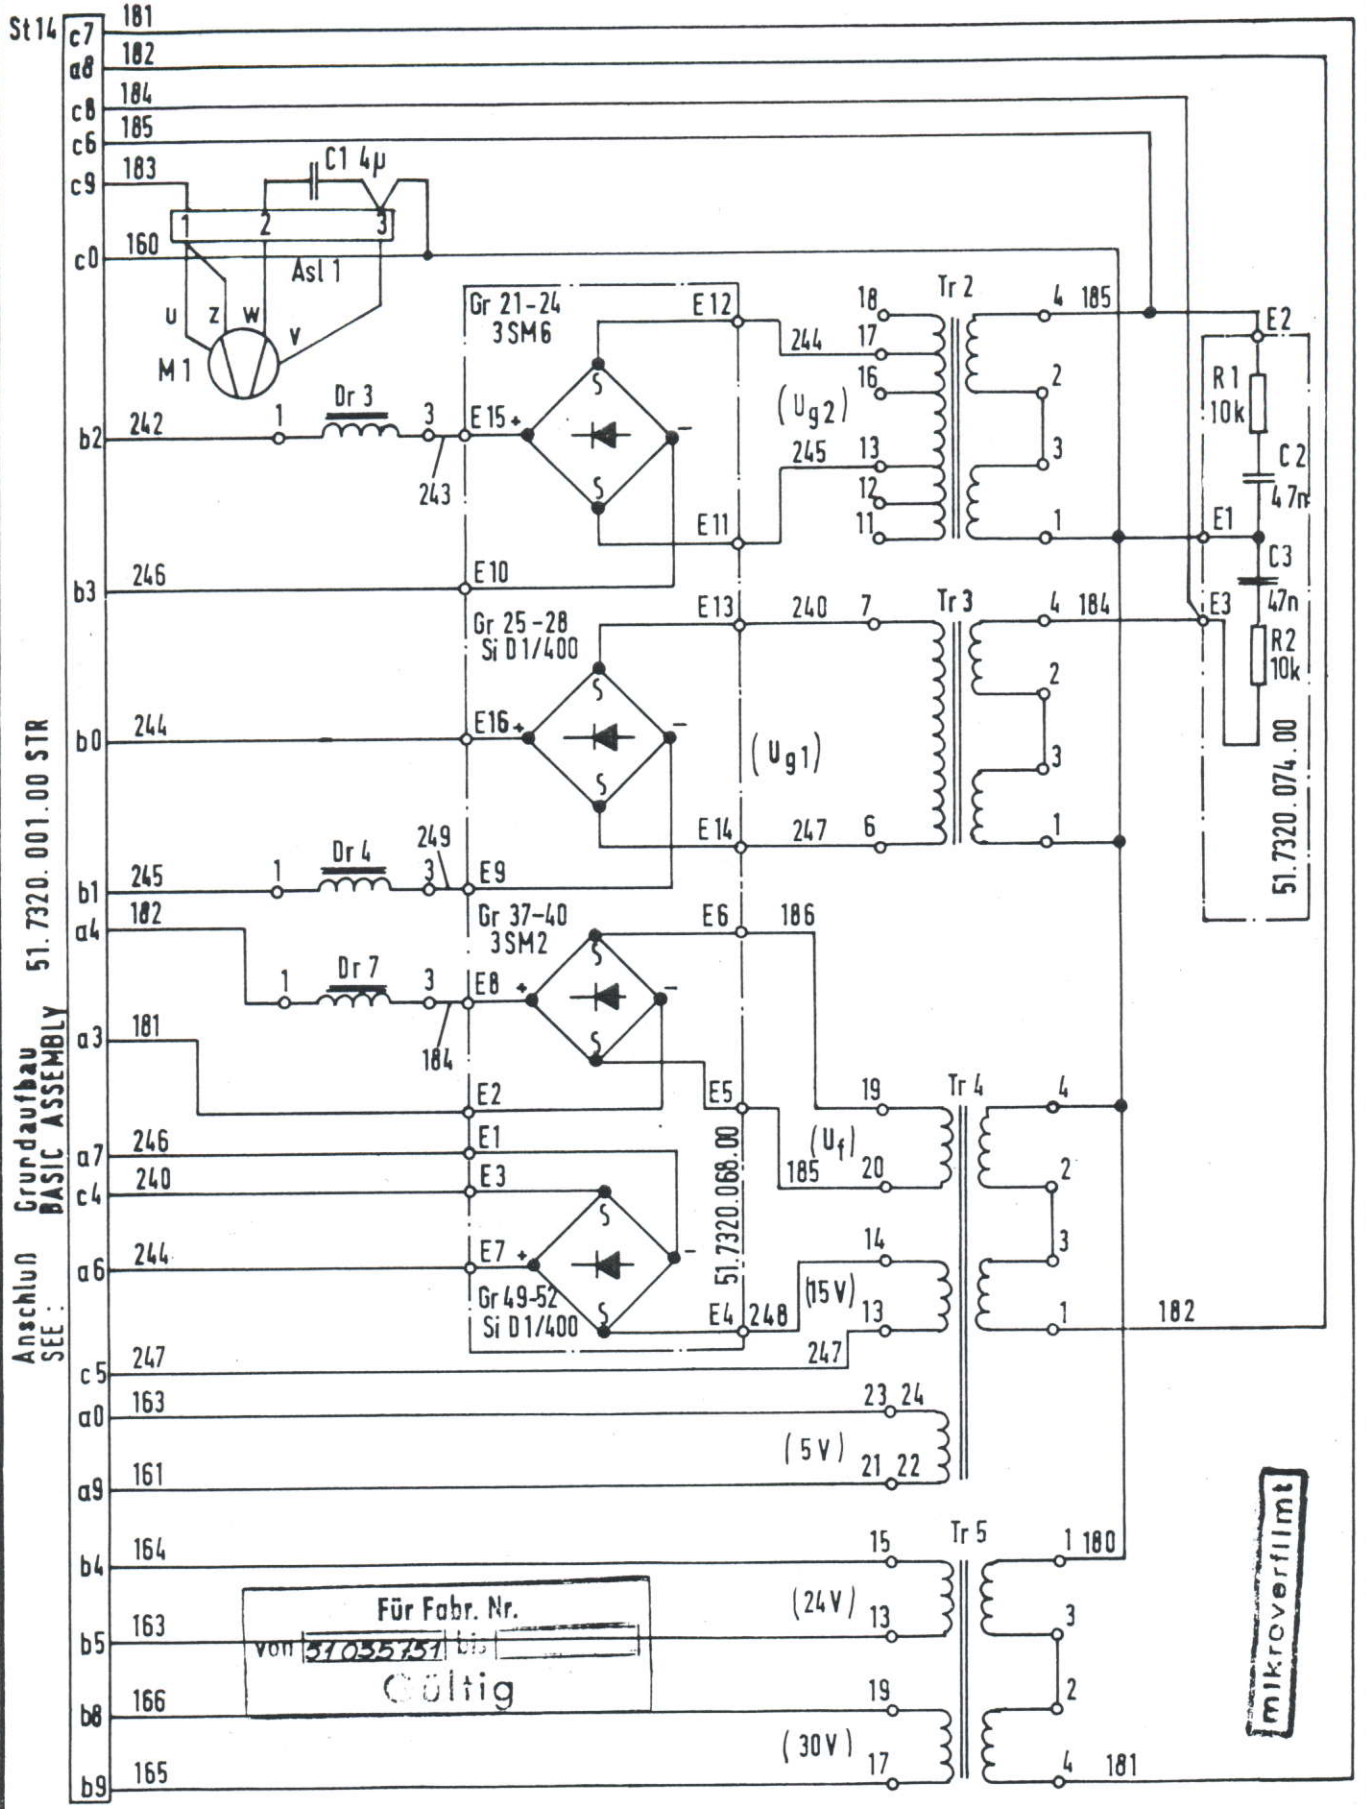 St14
c7 181
a8 182
c8 184
c6 185
c9 183
C1 4µ
1 2 3
c0 160
Asl 1
U Z W V
M1
Gr 21-24
3SM6
E12
244
18
17
16
Tr 2
4 185
2
E2
R1
10k
(Ug2)
b2 242
1 Dr 3 3
243
E15 +
S
-
S
245
13
12
11
3
C2
47n
E11
1
E1
b3 246
E10
C3
47n
E13 240 7
Tr 3
4 184
E3
R2
10k
Gr 25-28
Si D1/400
S
2
b0 244
E16 +
-
S
(Ug1)
3
E14 247 6
1
51.7320.074.00
b1 245
1 Dr 4 3
249
E9
a4 182
Gr 37-40
3SM2
E6 186
S
1 Dr 7 3
184
E8 +
-
S
a3 181
E2
E5
19
Tr 4
4
(Uf)
185 20
2
a7 246
E1
c4 240
E3
S
51.7320.068.00
a6 244
E7 +
-
S
Gr 49-52
Si D1/400
E4 248
14
(15V)
13
3
1 182
c5 247
247
a0 163
23 24
(5V)
a9 161
21 22
b4 164
15
Tr 5
1 180
(24V)
b5 163
13
3
b8 166
19
2
(30V)
b9 165
17
4 181
Anschluß Grundaufbau 51.7320.001.00 STR
SEE: BASIC ASSEMBLY
Für Fabr. Nr.
von 51035751 bis
Gültig
mikroverfilmt